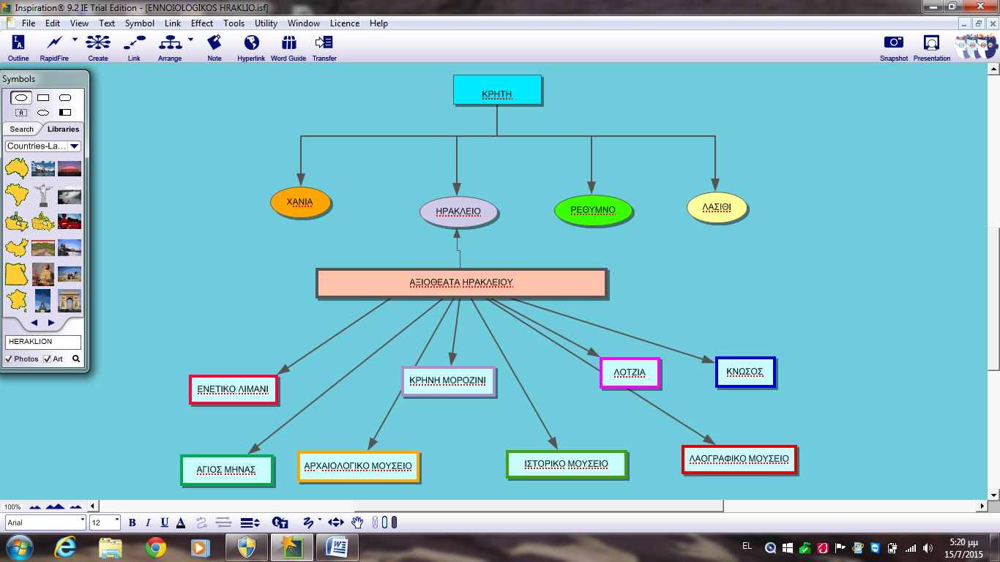 Inspiration® 9.2 IE Trial Edition - [ENNOIOLOGIKOS HRAKLIO.isf]
File Edit View Text Symbol Link Effect Tools Utility Window Licence Help
Outline RapidFire Create Link Arrange Note Hyperlink Word Guide Transfer Snapshot Presentation
Symbols
Search Libraries
Countries-La...
HERAKLION
Photos Art
ΚΡΗΤΗ
ΧΑΝΙΑ
ΗΡΑΚΛΕΙΟ
ΡΕΘΥΜΝΟ
ΛΑΣΙΘΙ
ΑΞΙΟΘΕΑΤΑ ΗΡΑΚΛΕΙΟΥ
ΕΝΕΤΙΚΟ ΛΙΜΑΝΙ
ΚΡΗΝΗ ΜΟΡΟΖΙΝΙ
ΛΟΤΖΙΑ
ΚΝΩΣΟΣ
ΑΓΙΟΣ ΜΗΝΑΣ
ΑΡΧΑΙΟΛΟΓΙΚΟ ΜΟΥΣΕΙΟ
ΙΣΤΟΡΙΚΟ ΜΟΥΣΕΙΟ
ΛΑΟΓΡΑΦΙΚΟ ΜΟΥΣΕΙΟ
100%
Arial 12 B I U A
EL
5:20 μμ
15/7/2015